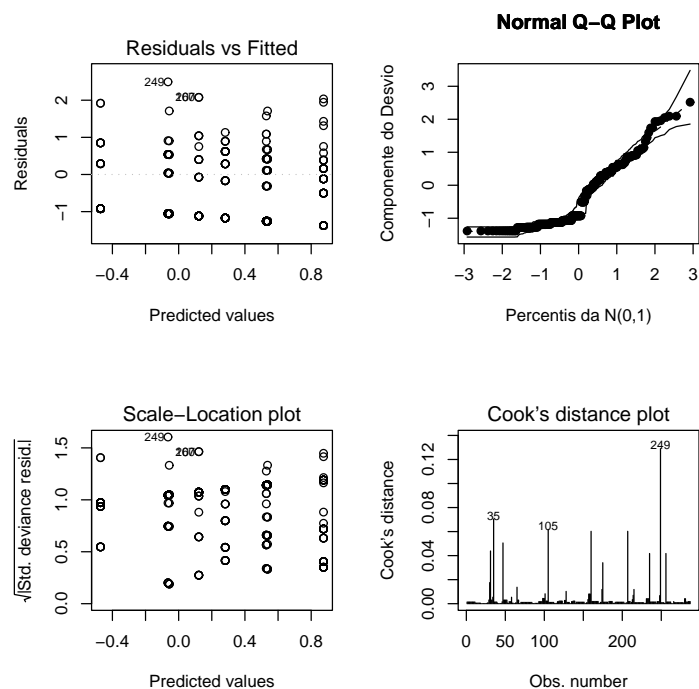 Residuals vs Fitted
Residuals
2
1
0
−1
249
−0.4 0.0 0.4 0.8
Predicted values
Normal Q−Q Plot
Componente do Desvio
3
2
1
0
−1
−3 −2 −1 0 1 2 3
Percentis da N(0,1)
Scale−Location plot
√|Std. deviance resid.|
1.5
1.0
0.5
0.0
249
−0.4 0.0 0.4 0.8
Predicted values
Cook's distance plot
Cook's distance
0.12
0.08
0.04
0.00
249
35
105
0 50 100 200
Obs. number